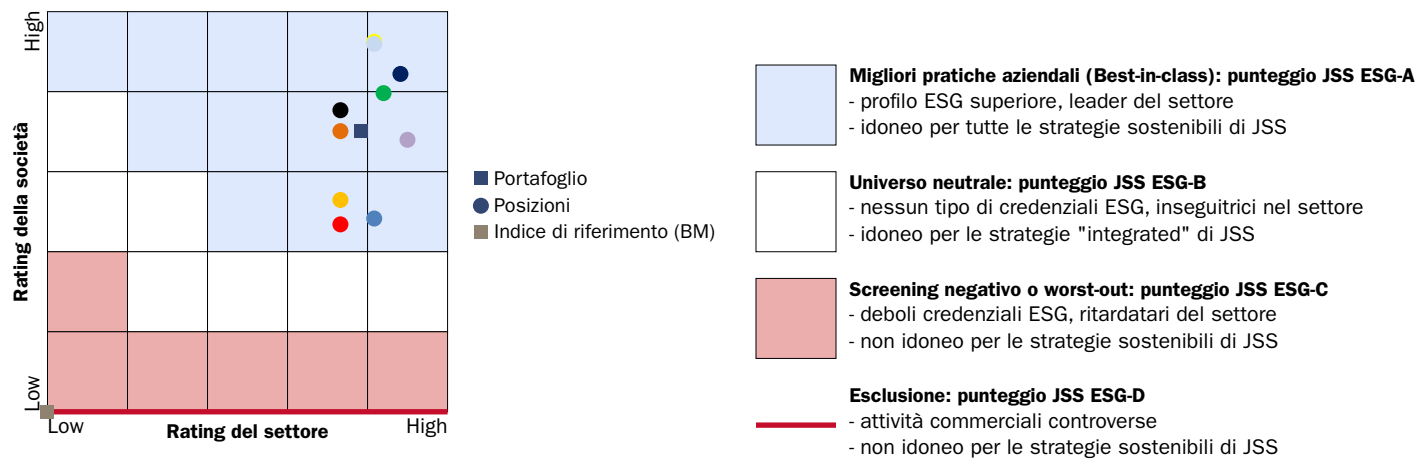 High
Rating della società
Low
Low
Rating del settore
High
Portafoglio
Posizioni
Indice di riferimento (BM)
Migliori pratiche aziendali (Best-in-class): punteggio JSS ESG-A
- profilo ESG superiore, leader del settore
- idoneo per tutte le strategie sostenibili di JSS
Universo neutrale: punteggio JSS ESG-B
- nessun tipo di credenziali ESG, inseguitrici nel settore
- idoneo per le strategie "integrated" di JSS
Screening negativo o worst-out: punteggio JSS ESG-C
- deboli credenziali ESG, ritardatari del settore
- non idoneo per le strategie sostenibili di JSS
Esclusione: punteggio JSS ESG-D
- attività commerciali controverse
- non idoneo per le strategie sostenibili di JSS